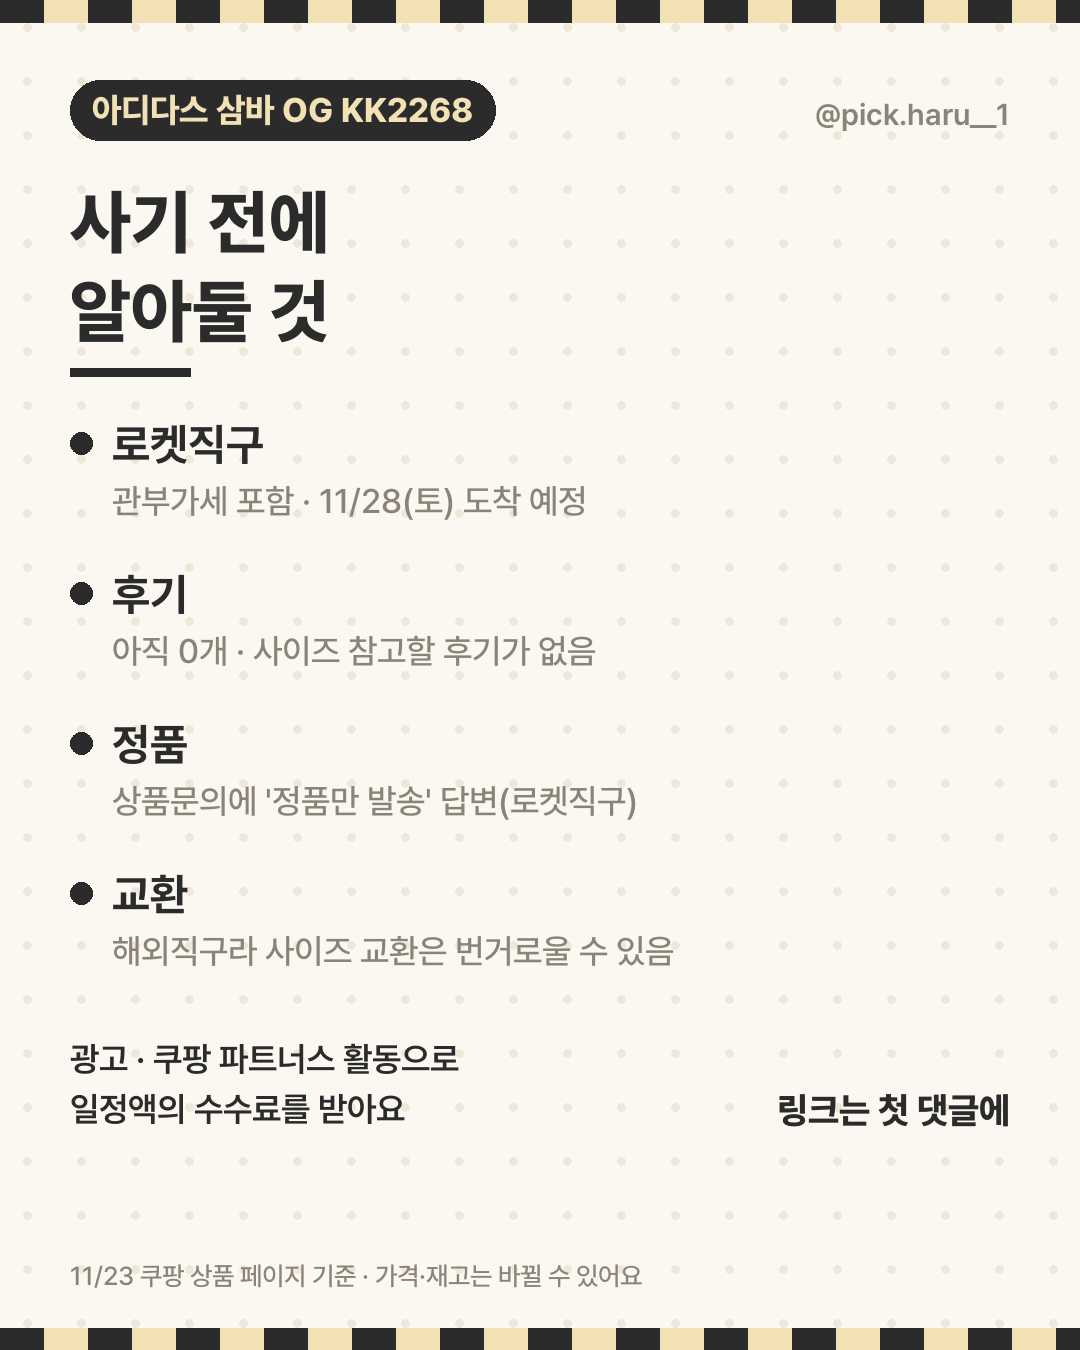 아디다스 삼바 OG KK2268
@pick.haru__1
사기 전에
알아둘 것
로켓직구
관부가세 포함 · 11/28(토) 도착 예정
후기
아직 0개 · 사이즈 참고할 후기가 없음
정품
상품문의에 '정품만 발송' 답변(로켓직구)
교환
해외직구라 사이즈 교환은 번거로울 수 있음
광고 · 쿠팡 파트너스 활동으로
일정액의 수수료를 받아요
링크는 첫 댓글에
11/23 쿠팡 상품 페이지 기준 · 가격·재고는 바뀔 수 있어요